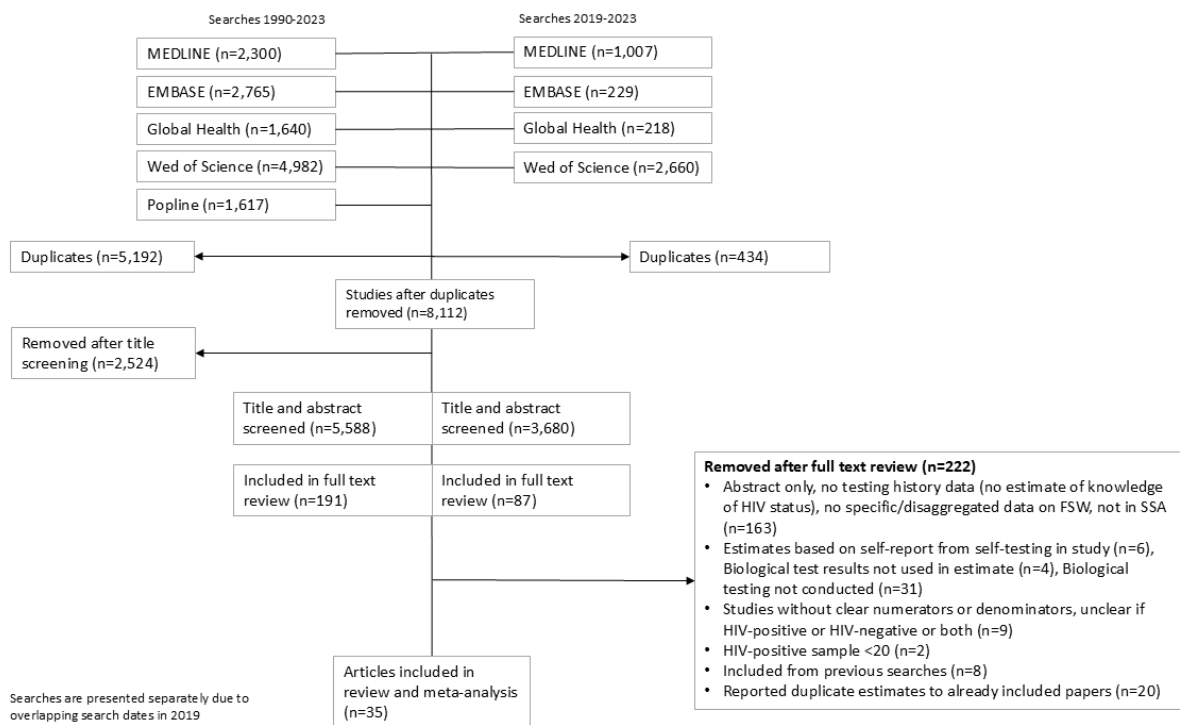 Searches 1990-2023
Searches 2019-2023
MEDLINE (n=2,300)
MEDLINE (n=1,007)
EMBASE (n=2,765)
EMBASE (n=229)
Global Health (n=1,640)
Global Health (n=218)
Wed of Science (n=4,982)
Wed of Science (n=2,660)
Popline (n=1,617)
Duplicates (n=5,192)
Duplicates (n=434)
Studies after duplicates
removed (n=8,112)
Removed after title
screening (n=2,524)
Title and abstract
screened (n=5,588)
Title and abstract
screened (n=3,680)
Included in full text
review (n=191)
Included in full text
review (n=87)
Removed after full text review (n=222)
• Abstract only, no testing history data (no estimate of knowledge
of HIV status), no specific/disaggregated data on FSW, not in SSA
(n=163)
• Estimates based on self-report from self-testing in study (n=6),
Biological test results not used in estimate (n=4), Biological
testing not conducted (n=31)
• Studies without clear numerators or denominators, unclear if
HIV-positive or HIV-negative or both (n=9)
• HIV-positive sample <20 (n=2)
• Included from previous searches (n=8)
• Reported duplicate estimates to already included papers (n=20)
Articles included in
review and meta-analysis
(n=35)
Searches are presented separately due to
overlapping search dates in 2019